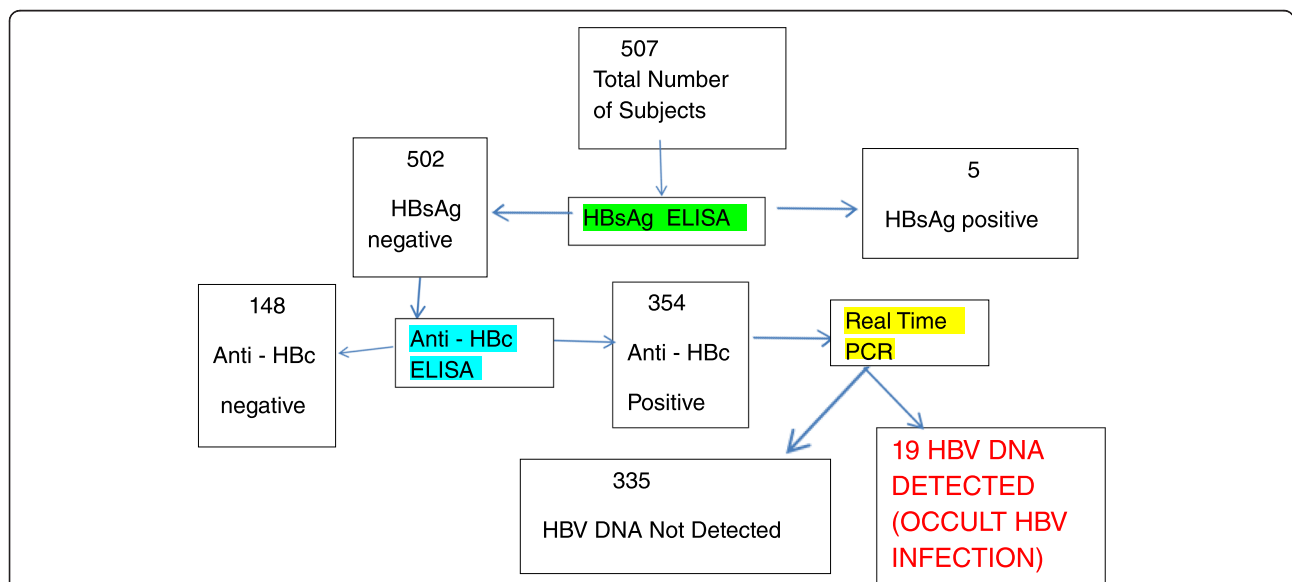 507
Total Number
of Subjects
502
HBsAg
negative
HBsAg ELISA
5
HBsAg positive
148
Anti - HBc
negative
Anti - HBc
ELISA
354
Anti - HBc
Positive
Real Time
PCR
335
HBV DNA Not Detected
19 HBV DNA
DETECTED
(OCCULT HBV
INFECTION)